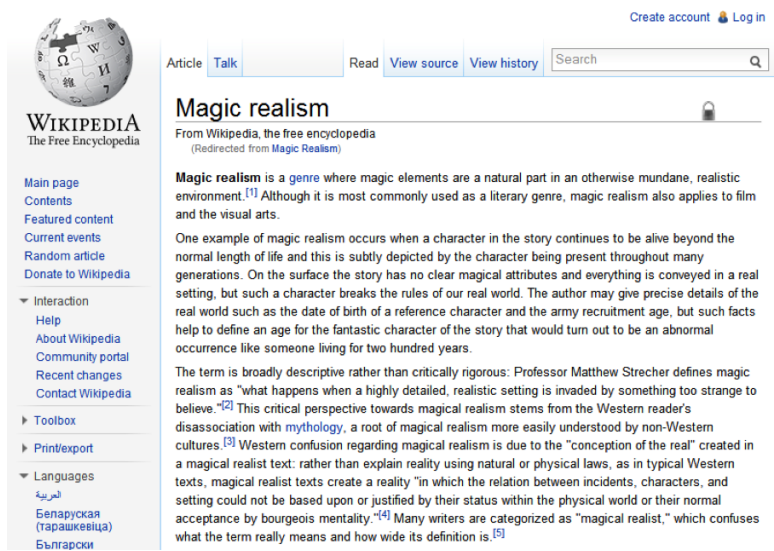 Create account Log in
Article Talk Read View source View history Search
WIKIPEDIA
The Free Encyclopedia
Main page
Contents
Featured content
Current events
Random article
Donate to Wikipedia
Interaction
Help
About Wikipedia
Community portal
Recent changes
Contact Wikipedia
Toolbox
Print/export
Languages
العربية
Беларуская
(тарашкевіца)
Български
Magic realism
From Wikipedia, the free encyclopedia
(Redirected from Magic Realism)
Magic realism is a genre where magic elements are a natural part in an otherwise mundane, realistic
environment.[1] Although it is most commonly used as a literary genre, magic realism also applies to film
and the visual arts.
One example of magic realism occurs when a character in the story continues to be alive beyond the
normal length of life and this is subtly depicted by the character being present throughout many
generations. On the surface the story has no clear magical attributes and everything is conveyed in a real
setting, but such a character breaks the rules of our real world. The author may give precise details of the
real world such as the date of birth of a reference character and the army recruitment age, but such facts
help to define an age for the fantastic character of the story that would turn out to be an abnormal
occurrence like someone living for two hundred years.
The term is broadly descriptive rather than critically rigorous: Professor Matthew Strecher defines magic
realism as "what happens when a highly detailed, realistic setting is invaded by something too strange to
believe."[2] This critical perspective towards magical realism stems from the Western reader's
disassociation with mythology, a root of magical realism more easily understood by non-Western
cultures.[3] Western confusion regarding magical realism is due to the "conception of the real" created in
a magical realist text: rather than explain reality using natural or physical laws, as in typical Western
texts, magical realist texts create a reality "in which the relation between incidents, characters, and
setting could not be based upon or justified by their status within the physical world or their normal
acceptance by bourgeois mentality."[4] Many writers are categorized as "magical realist," which confuses
what the term really means and how wide its definition is.[5]